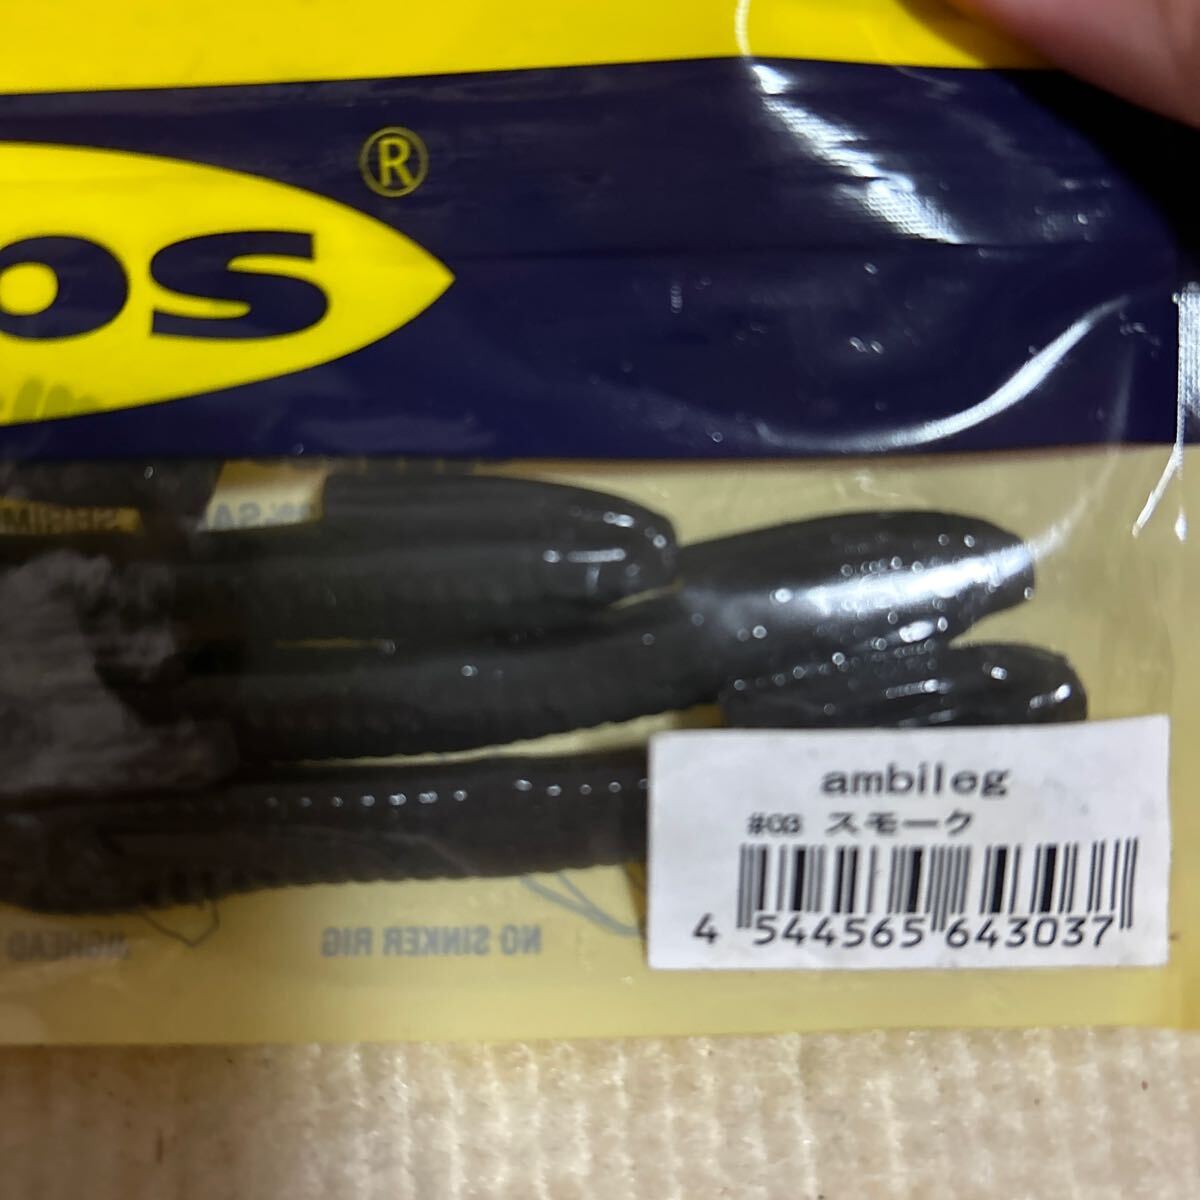 ®
os
ambileg
#03 スモーク
4 544565 643037
NO SINKER RIG